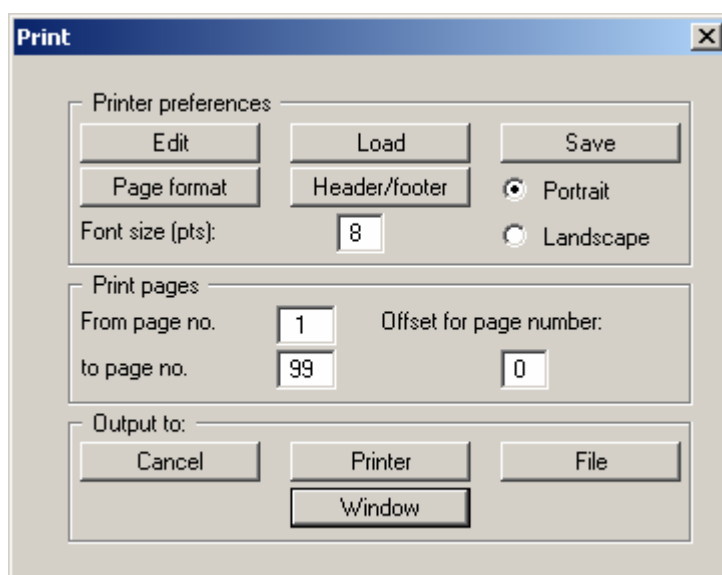 Print
Printer preferences
Edit Load Save
Page format Header/footer Portrait
Font size (pts): 8 Landscape
Print pages
From page no. 1 Offset for page number:
to page no. 99 0
Output to:
Cancel Printer File
Window